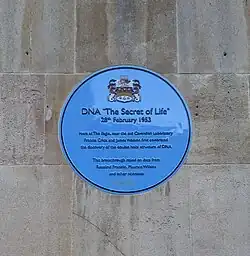 DNA "The Secret of Life"
28th February 1953
Front of The Eagle, near the old Cavendish Laboratory
Francis Crick and James Watson first announced
the discovery of the double helix structure of DNA.
This breakthrough relied on data from
Rosalind Franklin, Maurice Wilkins
and other scientists